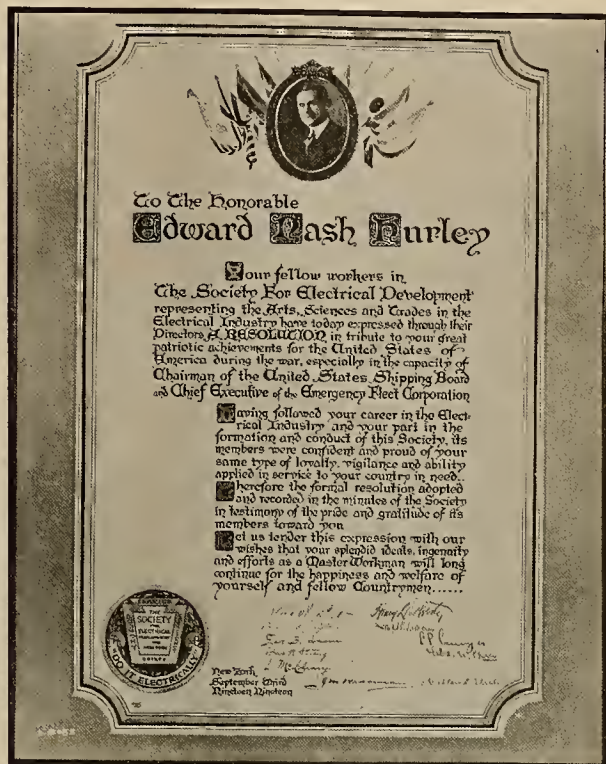 To The Honorable
Edward Nash Hurley
Your fellow workers in
The Society For Electrical Development
representing the Arts, Sciences and Trades in the
Electrical Industry have today expressed through their
Directors, A RESOLUTION, in tribute to your great
patriotic achievements for the United States of
America during the war, especially in the capacity of
Chairman of the United States Shipping Board
and Chief Executive of the Emergency Fleet Corporation
Having followed your career in the Elect-
rical Industry and your part in the
formation and conduct of this Society, its
members were confident and proud of your
same type of loyalty, vigilance and ability
applied in service to your country in need..
Therefore the formal resolution adopted
and recorded in the minutes of the Society
in testimony of the pride and gratitude of its
members toward you
Let us tender this expression with our
wishes that your splendid ideals, ingenuity
and efforts as a Master Workman will long
continue for the happiness and welfare of
yourself and fellow Countrymen......
THE
SOCIETY
FOR
ELECTRICAL
DEVELOPMENT
NEW YORK
"DO IT ELECTRICALLY"
New York
September Third
Nineteen Nineteen